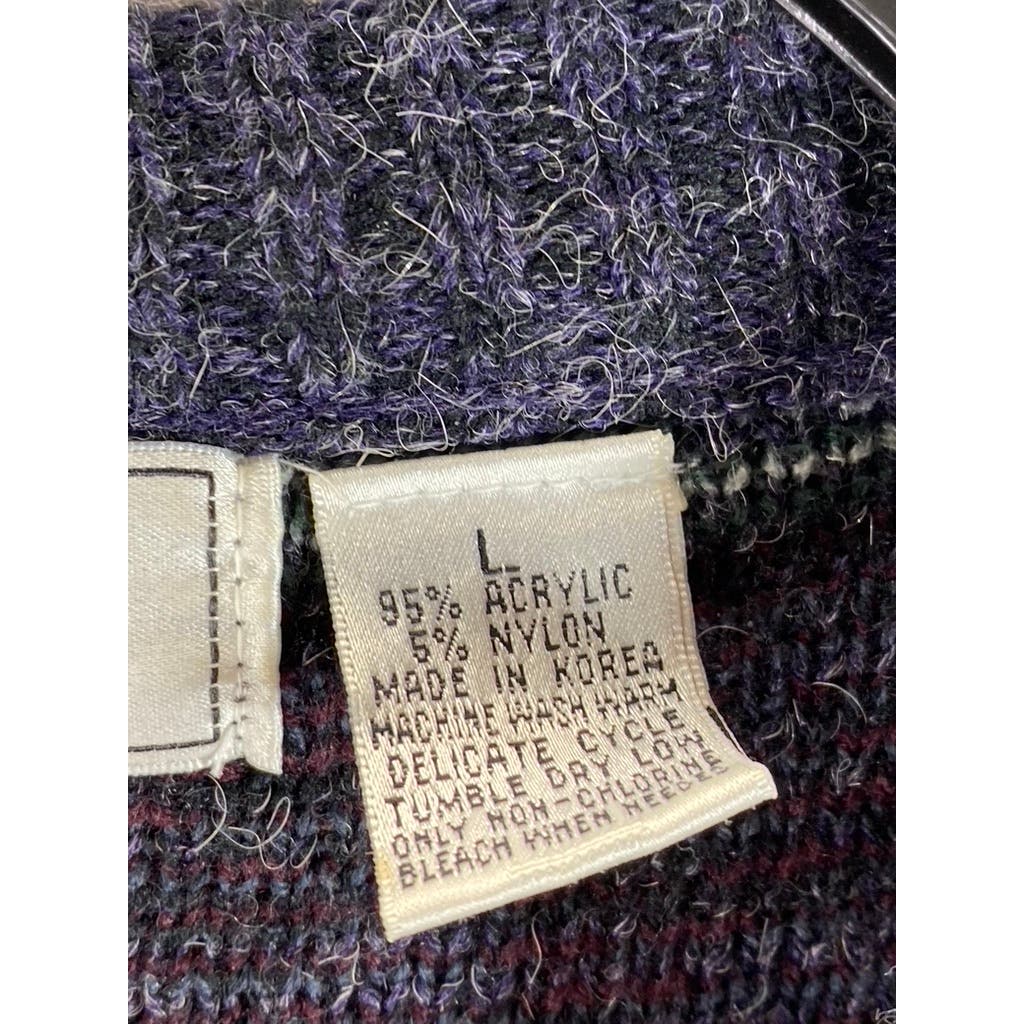 L
95% ACRYLIC
5% NYLON
MADE IN KOREA
MACHINE WASH WARM
DELICATE CYCLE
TUMBLE DRY LOW
ONLY NON-CHLORINE
BLEACH WHEN NEEDED